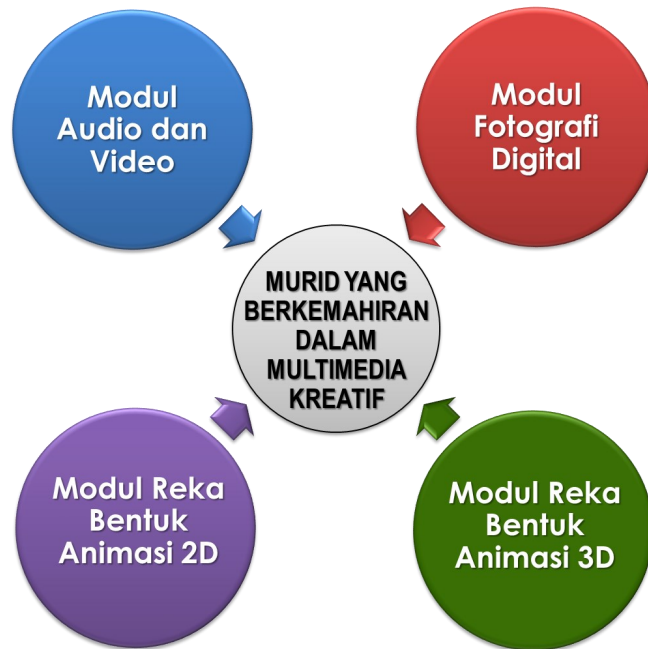 Modul
Audio dan
Video
Modul
Fotografi
Digital
MURID YANG
BERKEMAHIRAN
DALAM
MULTIMEDIA
KREATIF
Modul Reka
Bentuk
Animasi 2D
Modul Reka
Bentuk
Animasi 3D